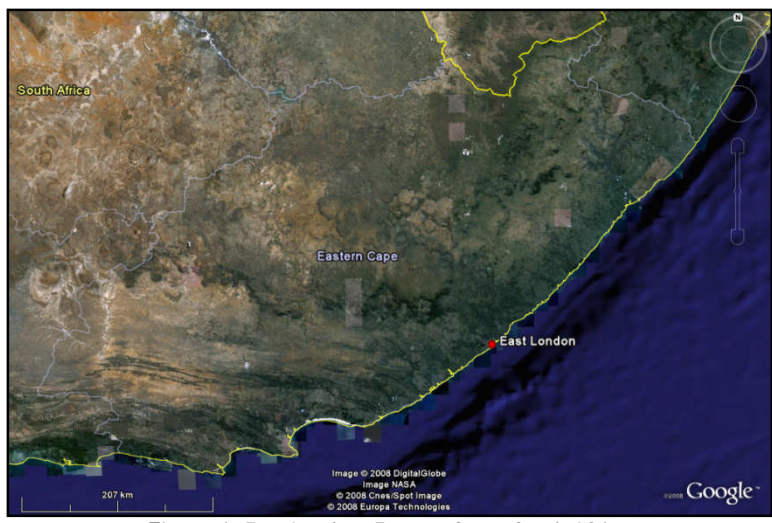 N
South Africa
Eastern Cape
East London
Image © 2008 DigitalGlobe
Image NASA
© 2008 Cnes/Spot Image
© 2008 Europa Technologies
207 km
©2008 Google™